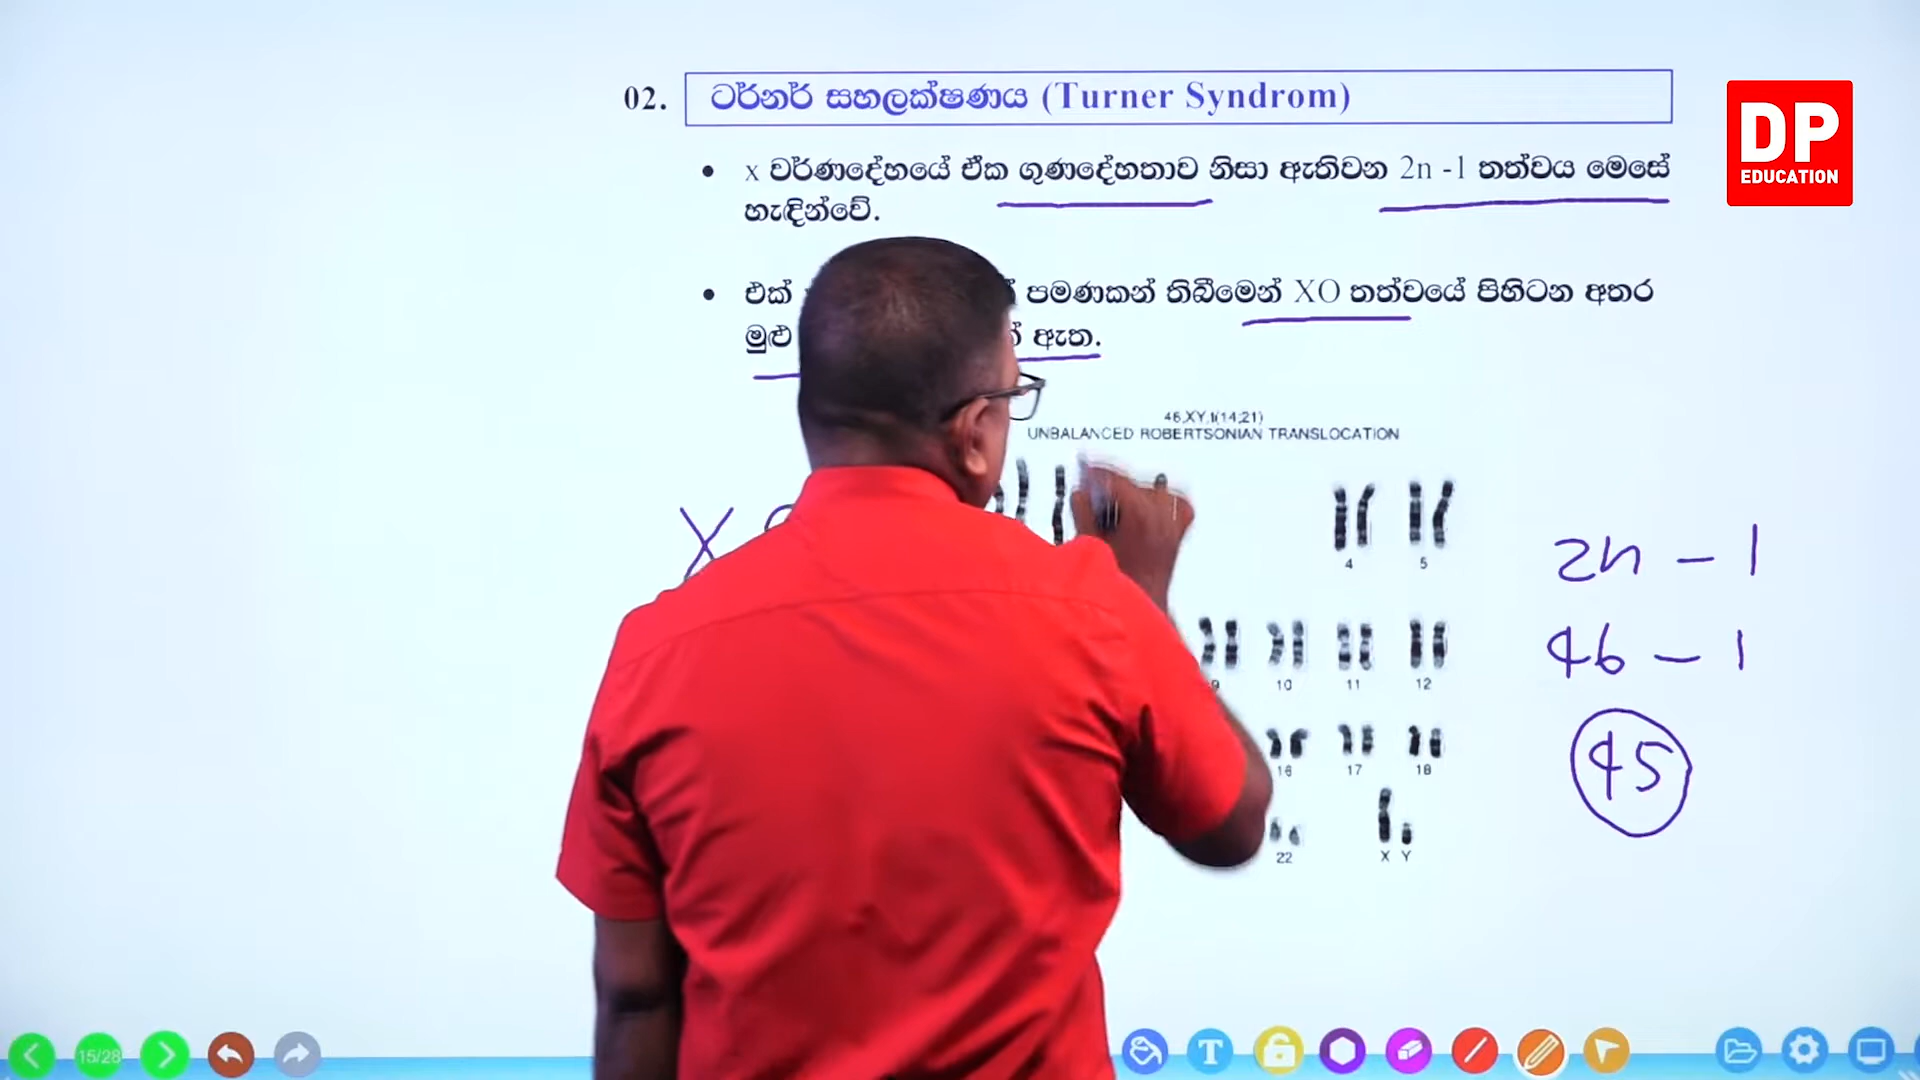 02. ටර්නර් සහලක්ෂණය (Turner Syndrom)
DP
EDUCATION
• x වර්ණදේහයේ ඒක ගුණදේහතාව නිසා ඇතිවන 2n -1 තත්වය මෙසේ
හැඳින්වේ.
• එක් පමණකන් තිබීමෙන් XO තත්වයේ පිහිටන අතර
මුළු ඇත.
46,XY,t(14;21)
UNBALANCED ROBERTSONIAN TRANSLOCATION
X
4 5
2n - 1
46 - 1
9 10 11 12
45
16 17 18
22 X Y
15/28
T